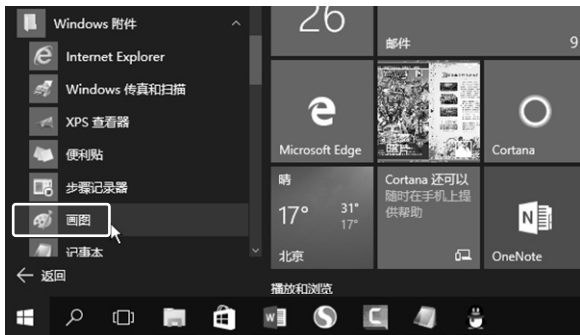 Windows 附件
Internet Explorer
Windows 传真和扫描
XPS 查看器
便利贴
步骤记录器
画图
记事本
返回
26
邮件
9
Microsoft Edge
照片
Cortana
晴
17°
31°
17°
北京
Cortana 还可以
随时在手机上提
供帮助
OneNote
播放和浏览